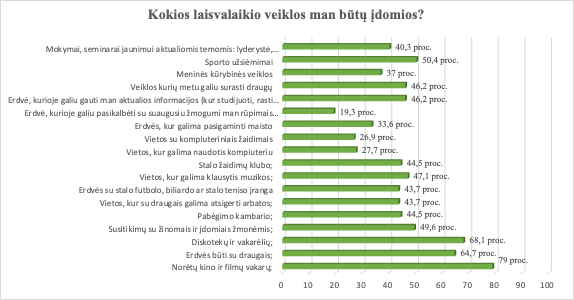 Kokios laisvalaikio veiklos man būtų įdomios?
Mokymai, seminarai jaunimui aktualiomis temomis: lyderystė,... 40,3 proc.
Sporto užsiėmimai 50,4 proc.
Meninės kūrybinės veiklos 37 proc.
Veiklos kurių metu galiu surasti draugų 46,2 proc.
Erdvė, kurioje galiu gauti man aktualios informacijos (kur studijuoti, rasti... 46,2 proc.
Erdvė, kurioje galiu pasikalbėti su suaugusiu žmogumi man rūpimais... 19,3 proc.
Erdvės, kur galima pasigaminti maisto 33,6 proc.
Vietos su kompiuteriniais žaidimais 26,9 proc.
Vietos, kur galima naudotis kompiuteriu 27,7 proc.
Stalo žaidimų klubo; 44,5 proc.
Vietos, kur galima klausytis muzikos; 47,1 proc.
Erdvės su stalo futbolo, biliardo ar stalo teniso įranga 43,7 proc.
Vietos, kur su draugais galima atsigerti arbatos; 43,7 proc.
Pabėgimo kambario; 44,5 proc.
Susitikimų su žinomais ir įdomiais žmonėmis; 49,6 proc.
Diskotekų ir vakarėlių; 68,1 proc.
Erdvės būti su draugais; 64,7 proc.
Norėtų kino ir filmų vakarų; 79 proc.
0 10 20 30 40 50 60 70 80 90 100